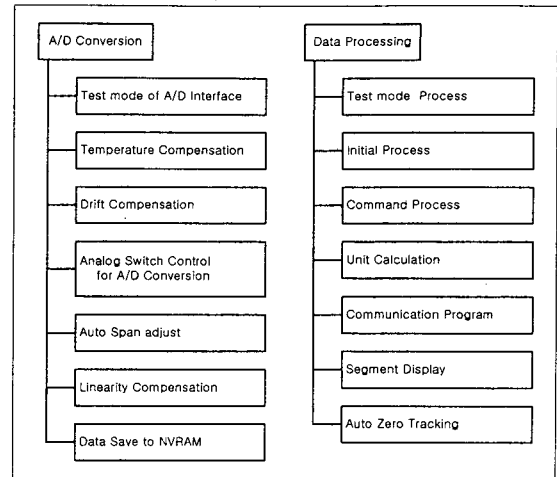 A/D Conversion
Test mode of A/D Interface
Temperature Compensation
Drift Compensation
Analog Switch Control
for A/D Conversion
Auto Span adjust
Linearity Compensation
Data Save to NVRAM
Data Processing
Test mode Process
Initial Process
Command Process
Unit Calculation
Communication Program
Segment Display
Auto Zero Tracking